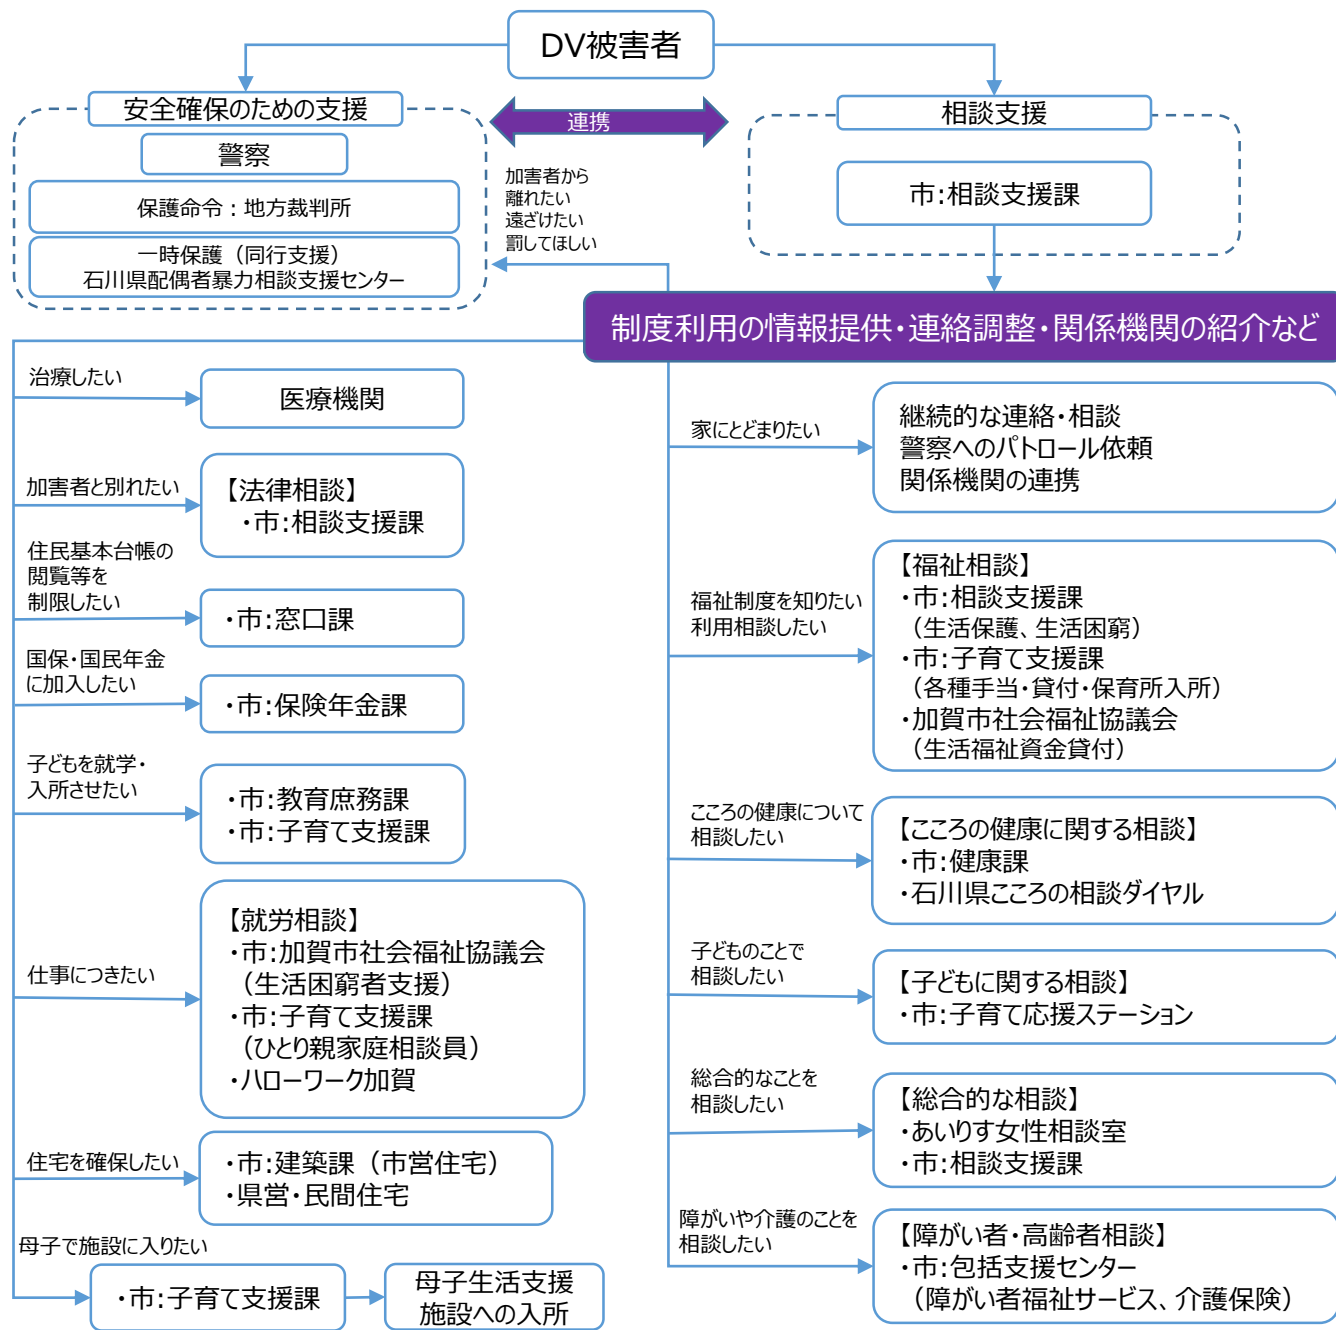 DV被害者
安全確保のための支援
警察
保護命令：地方裁判所
一時保護（同行支援）
石川県配偶者暴力相談支援センター
連携
相談支援
市:相談支援課
加害者から
離れたい
遠ざけたい
罰してほしい
制度利用の情報提供・連絡調整・関係機関の紹介など
治療したい
医療機関
加害者と別れたい
【法律相談】
・市:相談支援課
住民基本台帳の
閲覧等を
制限したい
・市:窓口課
国保・国民年金
に加入したい
・市:保険年金課
子どもを就学・
入所させたい
・市:教育庶務課
・市:子育て支援課
仕事につきたい
【就労相談】
・市:加賀市社会福祉協議会
（生活困窮者支援）
・市:子育て支援課
（ひとり親家庭相談員）
・ハローワーク加賀
住宅を確保したい
・市:建築課（市営住宅）
・県営・民間住宅
母子で施設に入りたい
・市:子育て支援課
母子生活支援
施設への入所
家にとどまりたい
継続的な連絡・相談
警察へのパトロール依頼
関係機関の連携
福祉制度を知りたい
利用相談したい
【福祉相談】
・市:相談支援課
（生活保護、生活困窮）
・市:子育て支援課
（各種手当・貸付・保育所入所）
・加賀市社会福祉協議会
（生活福祉資金貸付）
こころの健康について
相談したい
【こころの健康に関する相談】
・市:健康課
・石川県こころの相談ダイヤル
子どものことで
相談したい
【子どもに関する相談】
・市:子育て応援ステーション
総合的なことを
相談したい
【総合的な相談】
・あいりす女性相談室
・市:相談支援課
障がいや介護のことを
相談したい
【障がい者・高齢者相談】
・市:包括支援センター
（障がい者福祉サービス、介護保険）